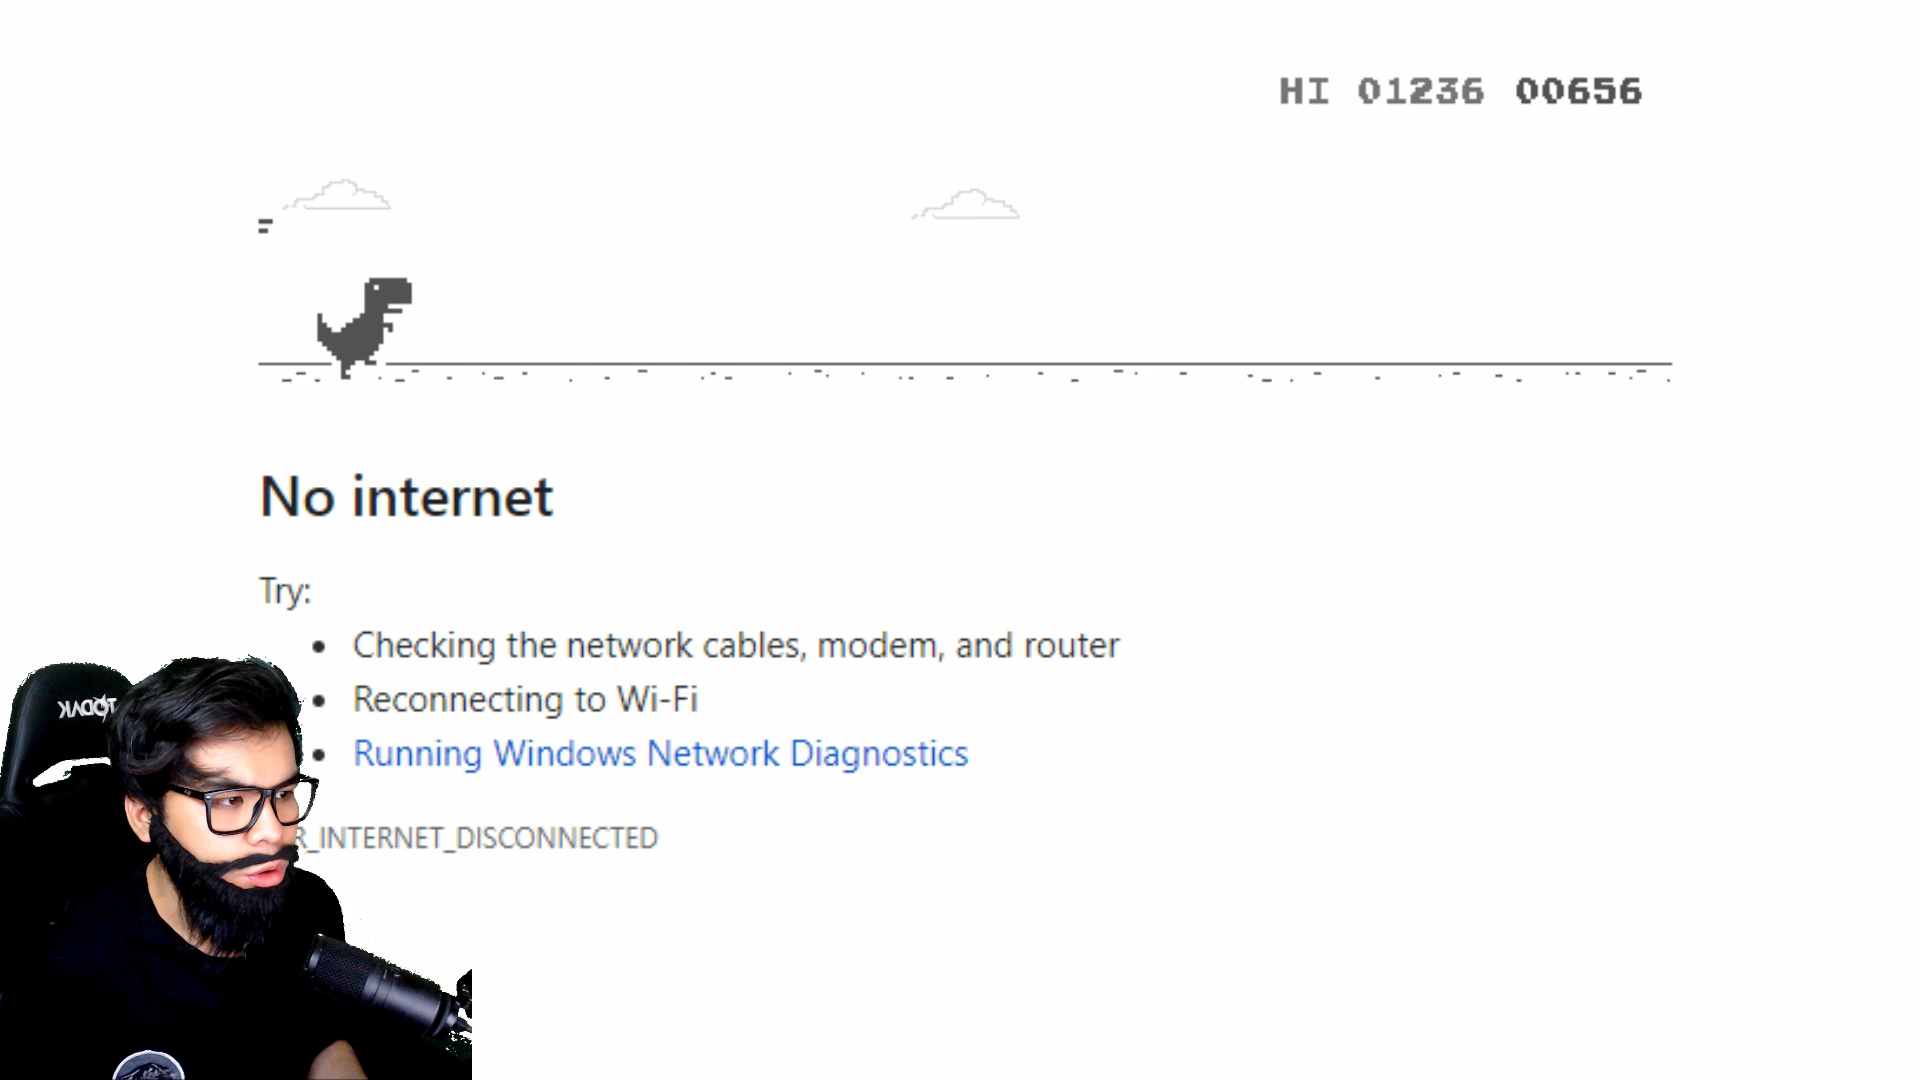 HI 01236 00656
No internet
Try:
Checking the network cables, modem, and router
Reconnecting to Wi-Fi
Running Windows Network Diagnostics
R_INTERNET_DISCONNECTED